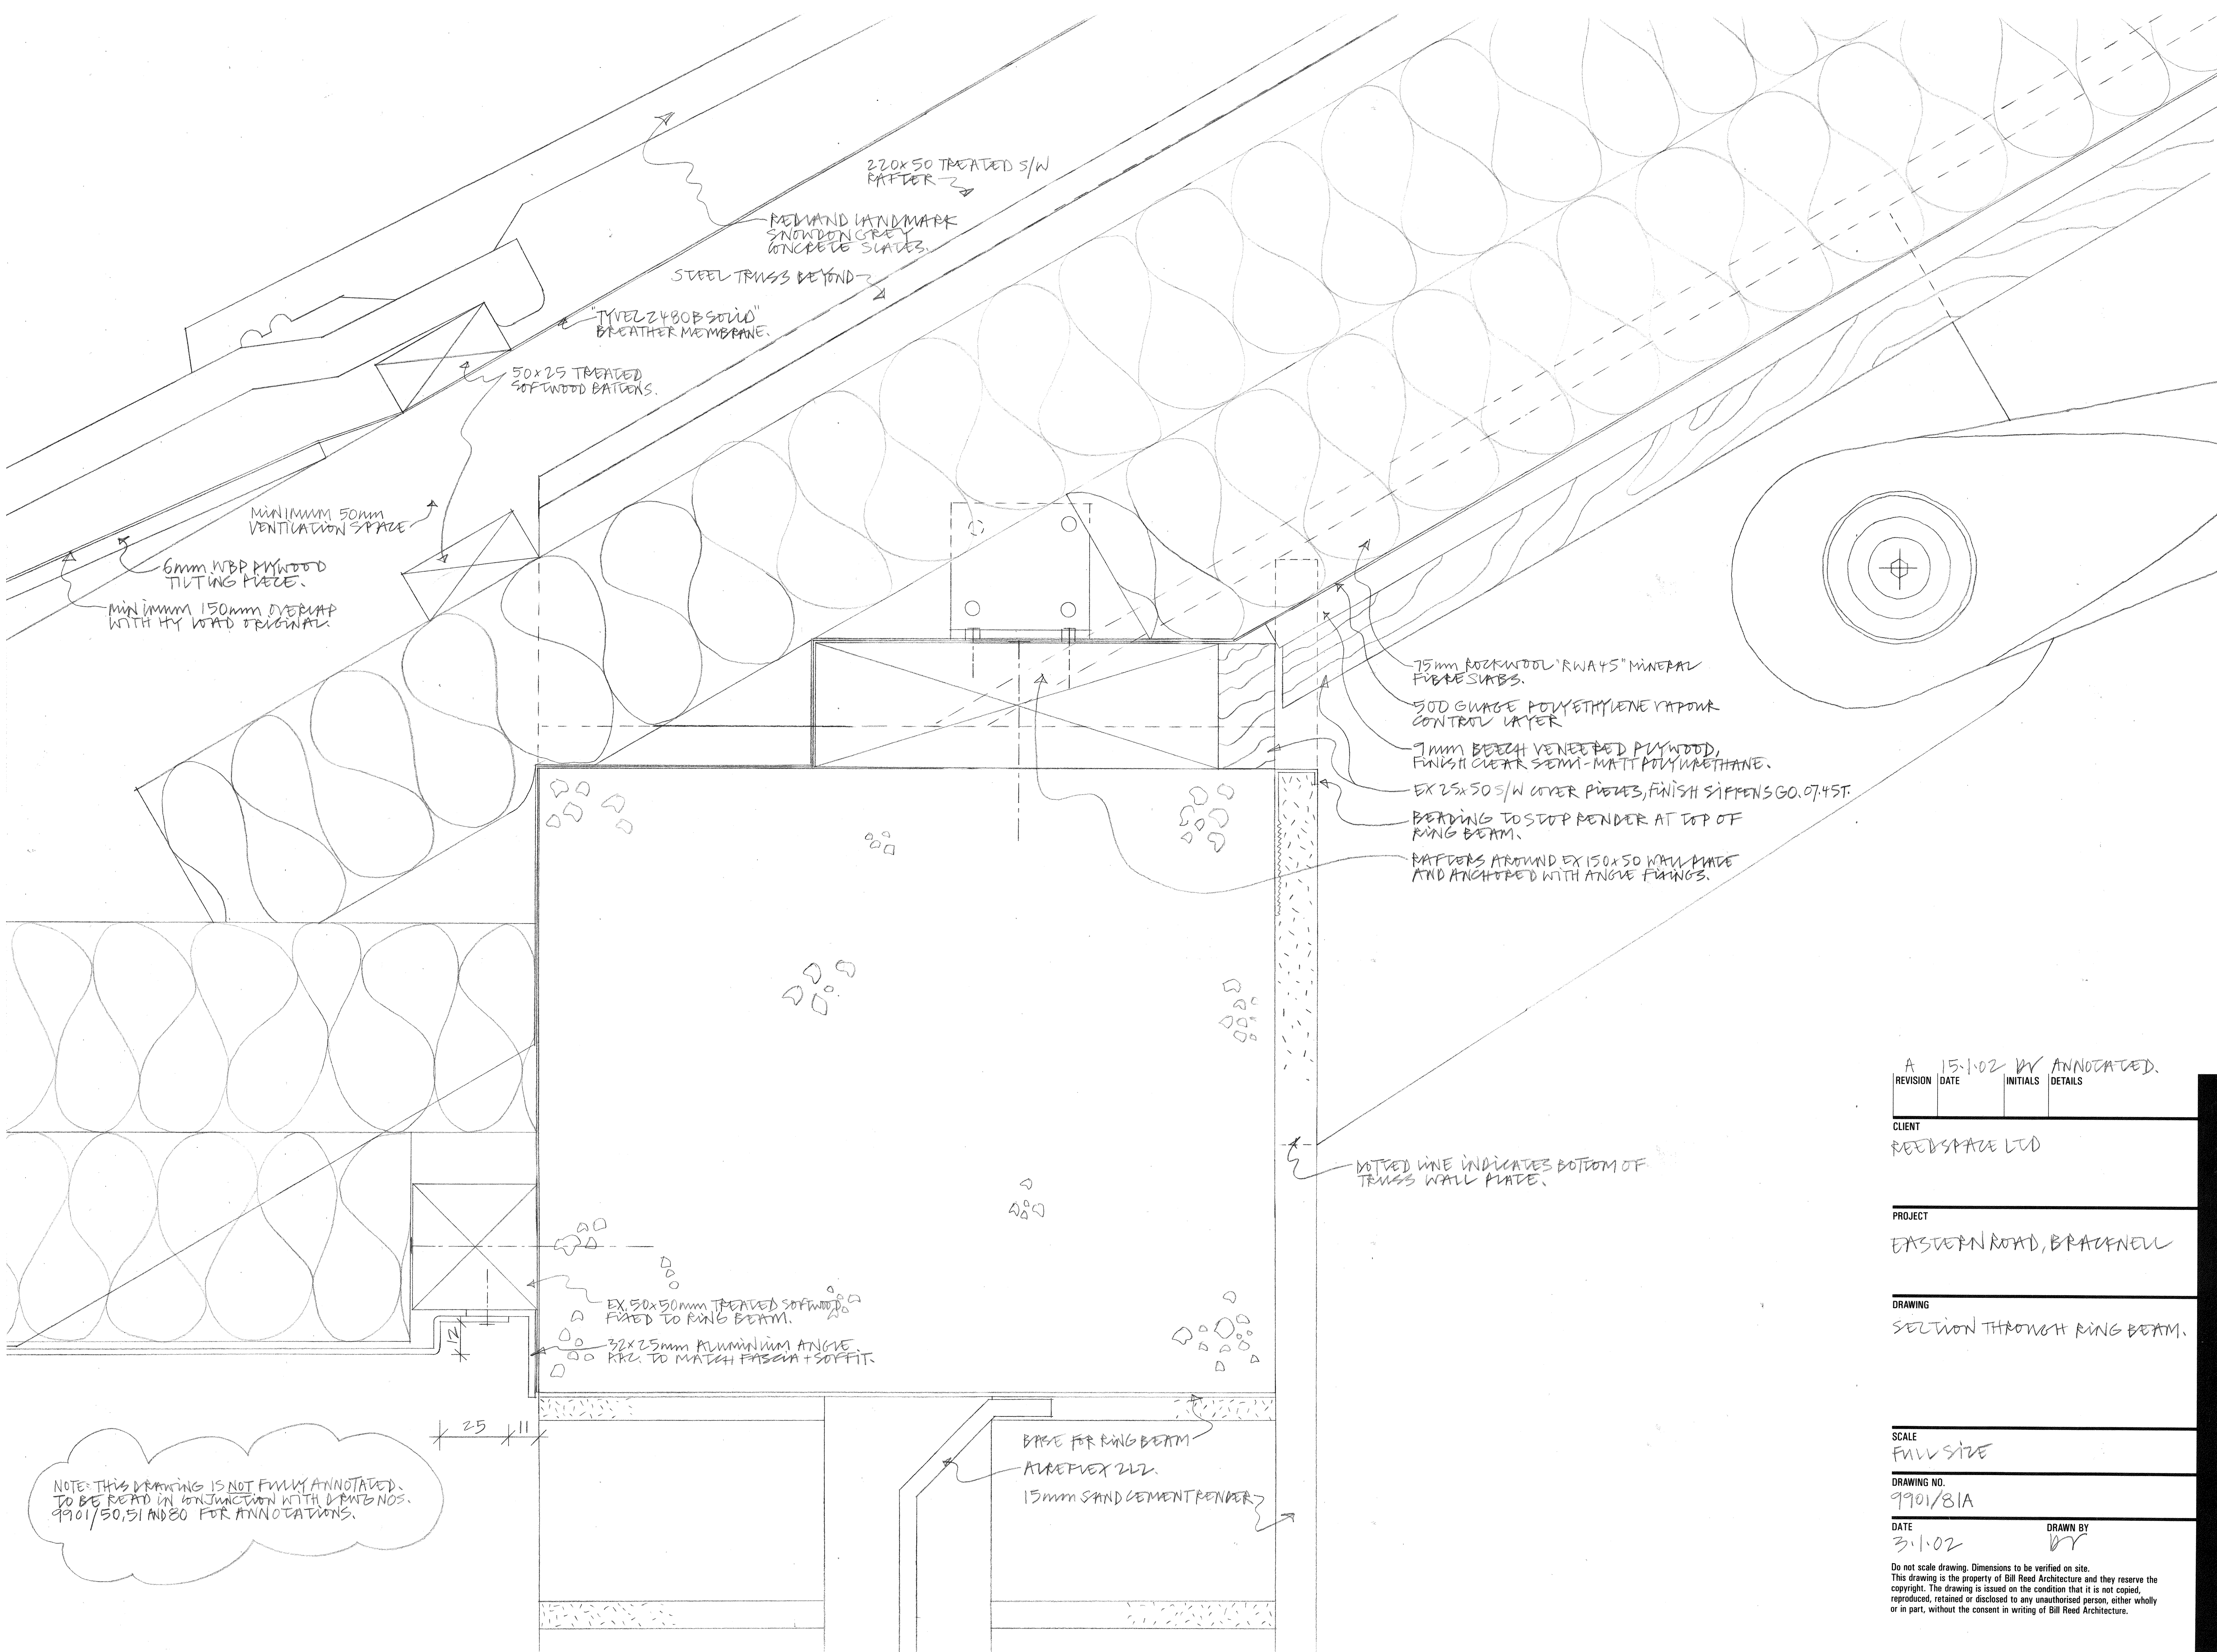 220x50 TREATED S/W
RAFTER
REDLAND LANDMARK
SNOWDON GREY
CONCRETE SLATES.
STEEL TRUSS BEYOND
"TYVEK 2480B SOLID"
BREATHER MEMBRANE.
50x25 TREATED
SOFTWOOD BATTENS.
MINIMUM 50mm
VENTILATION SPACE
6mm WBP PLYWOOD
TILTING PIECE.
MINIMUM 150mm OVERLAP
WITH HY LOAD ORIGINAL.
75mm ROCKWOOL "RWA45" MINERAL
FIBRE SLABS.
500 GUAGE POLYETHYLENE VAPOUR
CONTROL LAYER
9mm BEECH VENEERED PLYWOOD,
FINISH CLEAR SEMI-MATT POLYURETHANE.
EX 25x50 S/W COVER PIECES, FINISH SIKKENS GO.07.45T.
BEADING TO STOP RENDER AT TOP OF
RING BEAM.
RAFTERS AROUND EX 150x50 WALL PLATE
AND ANCHORED WITH ANGLE FIXINGS.
DOTTED LINE INDICATES BOTTOM OF
TRUSS WALL PLATE.
EX. 50x50mm TREATED SOFTWOOD
FIXED TO RING BEAM.
32x25mm ALUMINIUM ANGLE
P.P.C. TO MATCH FASCIA + SOFFIT.
12
25
11
BASE FOR RING BEAM
ALREFLEX 2L2.
15mm SAND CEMENT RENDER
NOTE: THIS DRAWING IS NOT FULLY ANNOTATED.
TO BE READ IN CONJUNCTION WITH DRWG NOS.
9901/50, 51 AND 80 FOR ANNOTATIONS.
A 15.1.02 br ANNOTATED.
REVISION DATE INITIALS DETAILS
CLIENT
REEDSPACE LTD
PROJECT
EASTERN ROAD, BRACKNELL
DRAWING
SECTION THROUGH RING BEAM.
SCALE
FULL SIZE
DRAWING NO.
9901/81A
DATE DRAWN BY
3.1.02 br
Do not scale drawing. Dimensions to be verified on site.
This drawing is the property of Bill Reed Architecture and they reserve the
copyright. The drawing is issued on the condition that it is not copied,
reproduced, retained or disclosed to any unauthorised person, either wholly
or in part, without the consent in writing of Bill Reed Architecture.